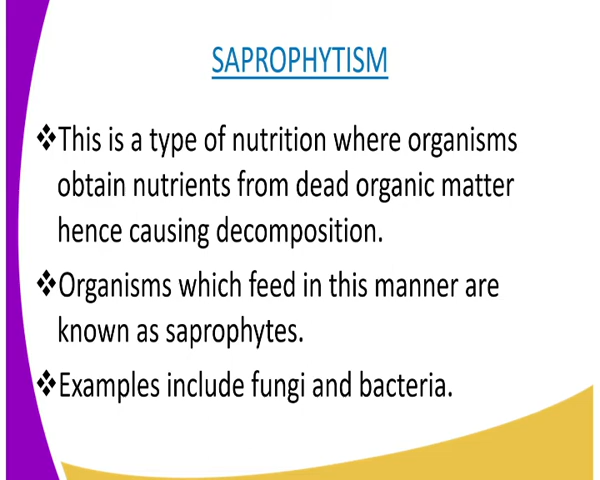 SAPROPHYTISM
❖This is a type of nutrition where organisms
obtain nutrients from dead organic matter
hence causing decomposition.
❖Organisms which feed in this manner are
known as saprophytes.
❖Examples include fungi and bacteria.